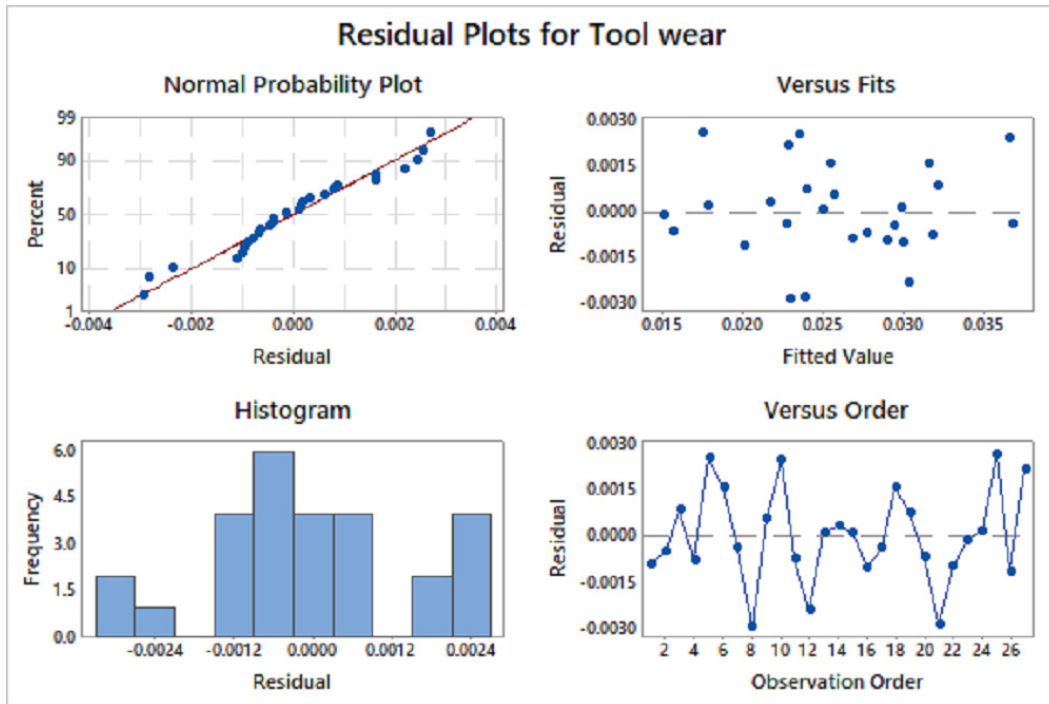 Residual Plots for Tool wear
Normal Probability Plot
99
90
50
10
1
Percent
-0.004 -0.002 0.000 0.002 0.004
Residual
Versus Fits
0.0030
0.0015
0.0000
-0.0015
-0.0030
Residual
0.015 0.020 0.025 0.030 0.035
Fitted Value
Histogram
6.0
4.5
3.0
1.5
0.0
Frequency
-0.0024 -0.0012 0.0000 0.0012 0.0024
Residual
Versus Order
0.0030
0.0015
0.0000
-0.0015
-0.0030
Residual
2 4 6 8 10 12 14 16 18 20 22 24 26
Observation Order